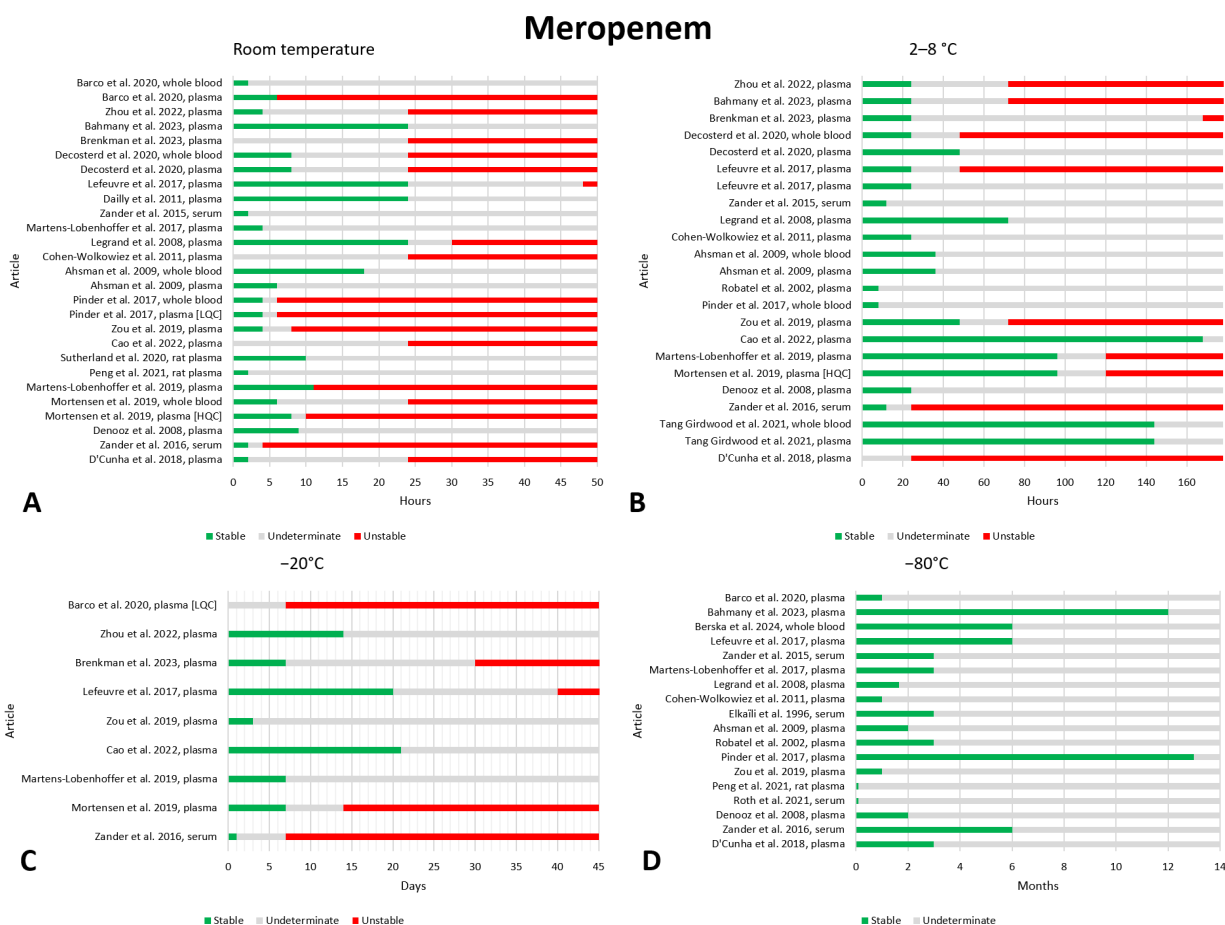 Meropenem
Room temperature
Barco et al. 2020, whole blood
Barco et al. 2020, plasma
Zhou et al. 2022, plasma
Bahmany et al. 2023, plasma
Brenkman et al. 2023, plasma
Decosterd et al. 2020, whole blood
Decosterd et al. 2020, plasma
Lefeuvre et al. 2017, plasma
Dailly et al. 2011, plasma
Zander et al. 2015, serum
Martens-Lobenhoffer et al. 2017, plasma
Legrand et al. 2008, plasma
Cohen-Wolkowiez et al. 2011, plasma
Ahsman et al. 2009, whole blood
Ahsman et al. 2009, plasma
Pinder et al. 2017, whole blood
Pinder et al. 2017, plasma [LQC]
Zou et al. 2019, plasma
Cao et al. 2022, plasma
Sutherland et al. 2020, rat plasma
Peng et al. 2021, rat plasma
Martens-Lobenhoffer et al. 2019, plasma
Mortensen et al. 2019, whole blood
Mortensen et al. 2019, plasma [HQC]
Denooz et al. 2008, plasma
Zander et al. 2016, serum
D'Cunha et al. 2018, plasma
Article
0 5 10 15 20 25 30 35 40 45 50
Hours
A
Stable Undeterminate Unstable
2–8 °C
Zhou et al. 2022, plasma
Bahmany et al. 2023, plasma
Brenkman et al. 2023, plasma
Decosterd et al. 2020, whole blood
Decosterd et al. 2020, plasma
Lefeuvre et al. 2017, plasma
Lefeuvre et al. 2017, plasma
Zander et al. 2015, serum
Legrand et al. 2008, plasma
Cohen-Wolkowiez et al. 2011, plasma
Ahsman et al. 2009, whole blood
Ahsman et al. 2009, plasma
Robatel et al. 2002, plasma
Pinder et al. 2017, whole blood
Zou et al. 2019, plasma
Cao et al. 2022, plasma
Martens-Lobenhoffer et al. 2019, plasma
Mortensen et al. 2019, plasma [HQC]
Denooz et al. 2008, plasma
Zander et al. 2016, serum
Tang Girdwood et al. 2021, whole blood
Tang Girdwood et al. 2021, plasma
D'Cunha et al. 2018, plasma
Article
0 20 40 60 80 100 120 140 160
Hours
B
Stable Undeterminate Unstable
−20°C
Barco et al. 2020, plasma [LQC]
Zhou et al. 2022, plasma
Brenkman et al. 2023, plasma
Lefeuvre et al. 2017, plasma
Zou et al. 2019, plasma
Cao et al. 2022, plasma
Martens-Lobenhoffer et al. 2019, plasma
Mortensen et al. 2019, plasma
Zander et al. 2016, serum
Article
0 5 10 15 20 25 30 35 40 45
Days
C
Stable Undeterminate Unstable
−80°C
Barco et al. 2020, plasma
Bahmany et al. 2023, plasma
Berska et al. 2024, whole blood
Lefeuvre et al. 2017, plasma
Zander et al. 2015, serum
Martens-Lobenhoffer et al. 2017, plasma
Legrand et al. 2008, plasma
Cohen-Wolkowiez et al. 2011, plasma
Elkaïli et al. 1996, serum
Ahsman et al. 2009, plasma
Robatel et al. 2002, plasma
Pinder et al. 2017, plasma
Zou et al. 2019, plasma
Peng et al. 2021, rat plasma
Roth et al. 2021, serum
Denooz et al. 2008, plasma
Zander et al. 2016, serum
D'Cunha et al. 2018, plasma
Article
0 2 4 6 8 10 12 14
Months
D
Stable Undeterminate